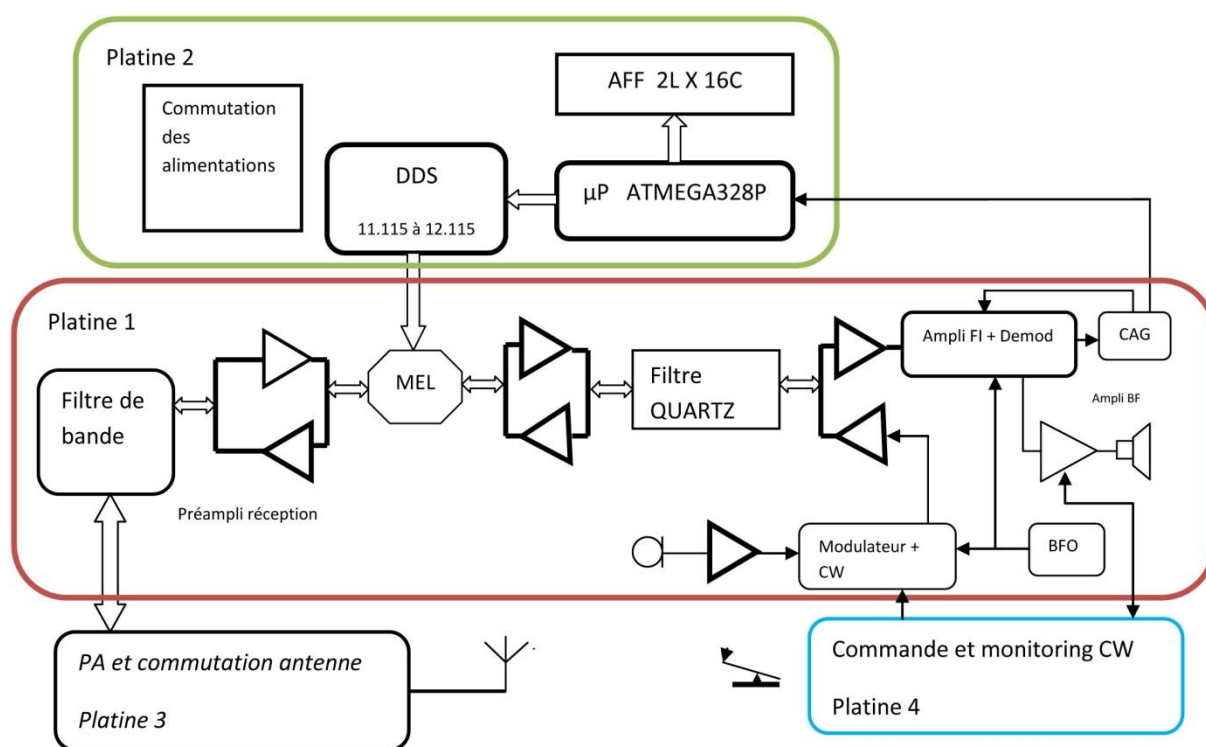 Platine 2
AFF 2L X 16C
Commutation
des
alimentations
DDS
11.115 à 12.115
µP ATMEGA328P
Platine 1
Filtre de
bande
Préampli réception
MEL
Filtre
QUARTZ
Ampli FI + Demod
CAG
Ampli BF
Modulateur +
CW
BFO
PA et commutation antenne
Platine 3
Commande et monitoring CW
Platine 4